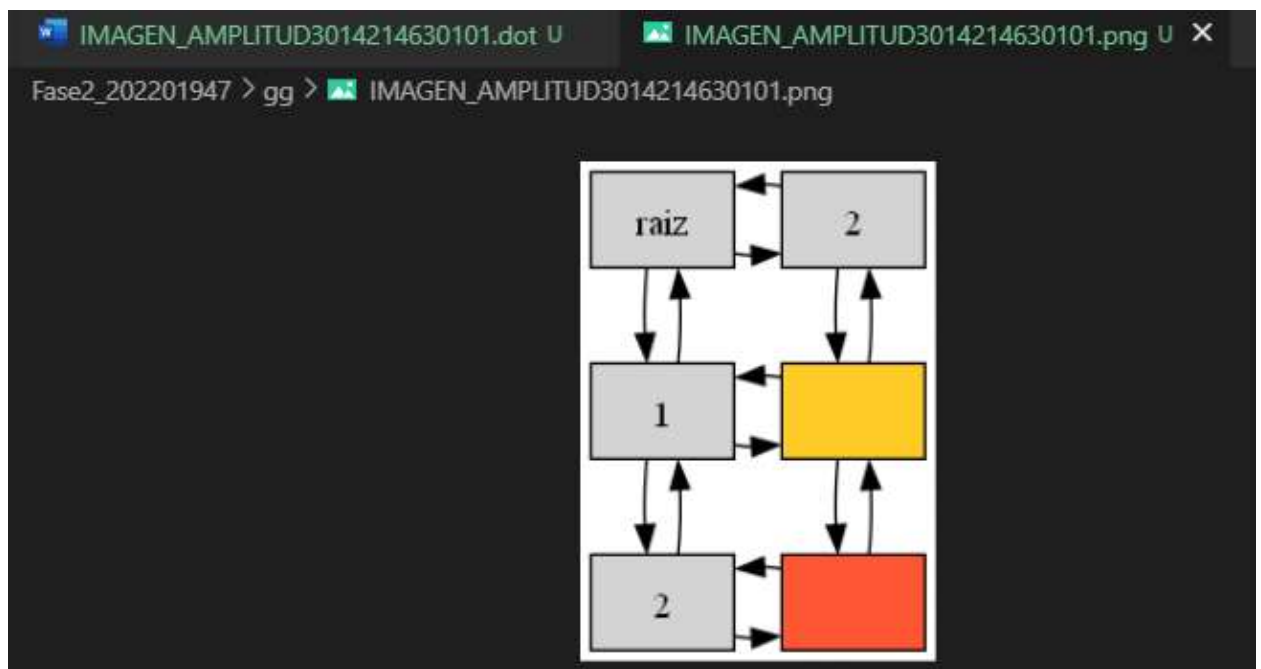 IMAGEN_AMPLITUD3014214630101.dot U
IMAGEN_AMPLITUD3014214630101.png U
Fase2_202201947 > gg > IMAGEN_AMPLITUD3014214630101.png
raiz 2
1
2